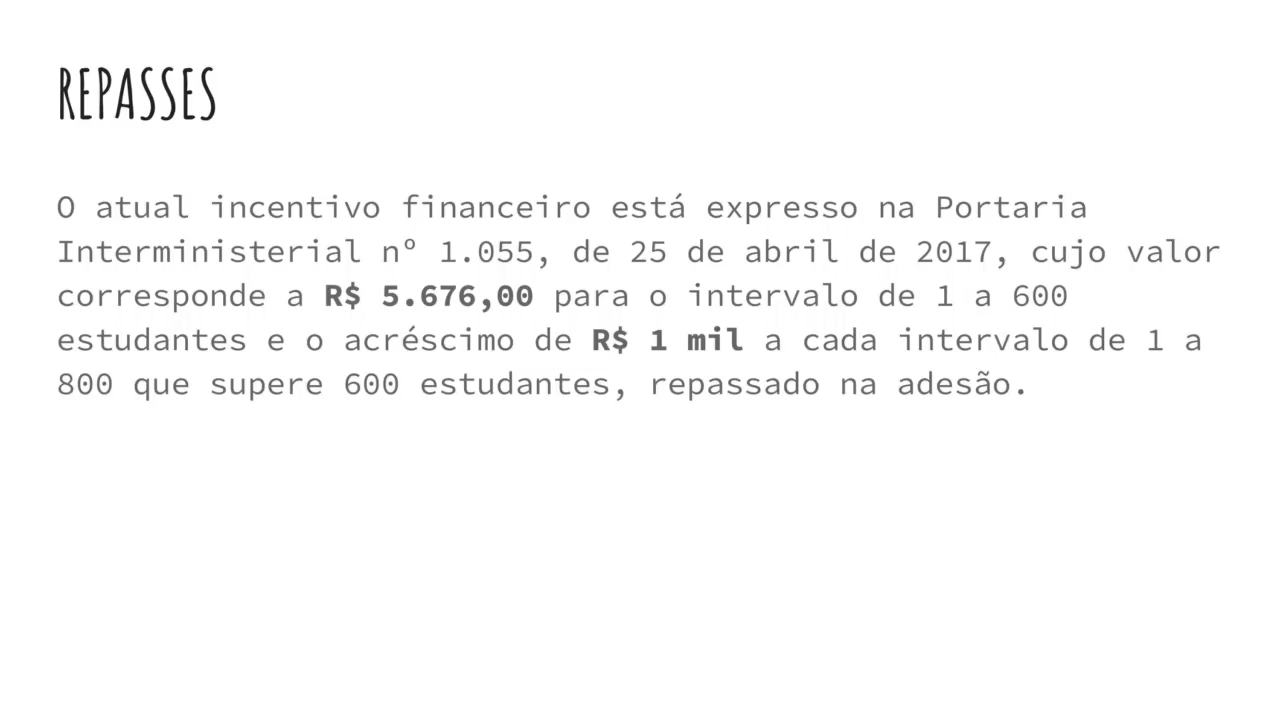 REPASSES
O atual incentivo financeiro está expresso na Portaria
Interministerial nº 1.055, de 25 de abril de 2017, cujo valor
corresponde a R$ 5.676,00 para o intervalo de 1 a 600
estudantes e o acréscimo de R$ 1 mil a cada intervalo de 1 a
800 que supere 600 estudantes, repassado na adesão.